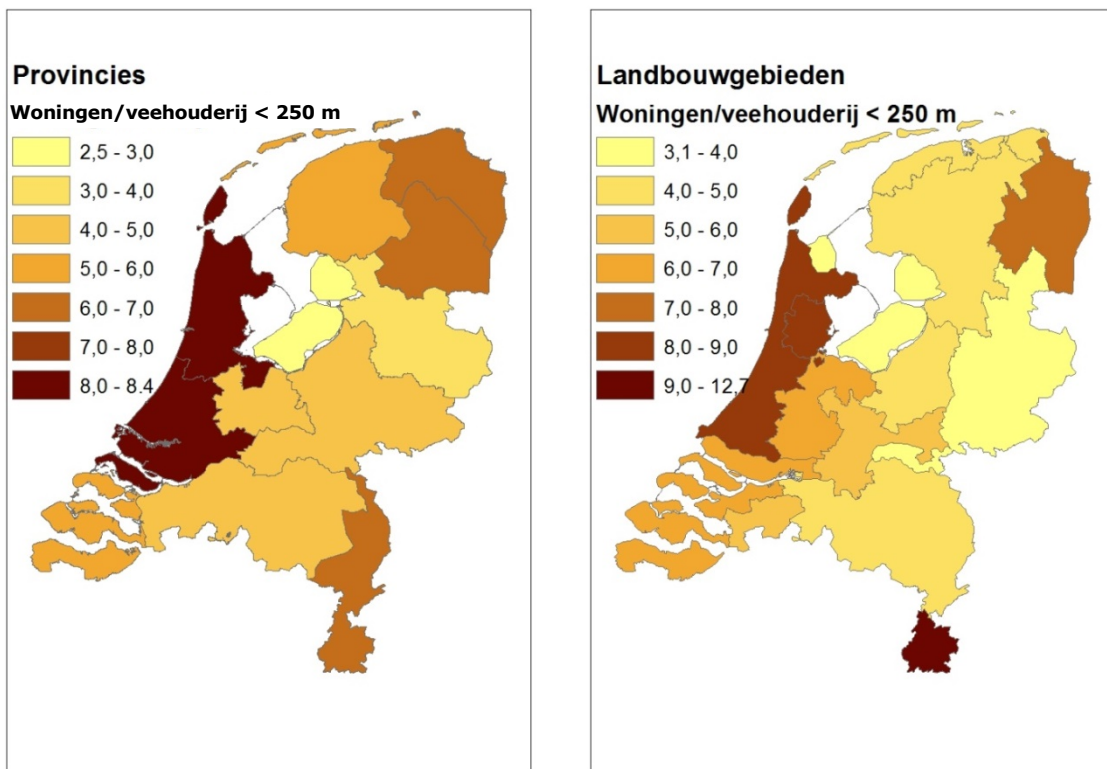 Provincies
Woningen/veehouderij < 250 m
2,5 - 3,0
3,0 - 4,0
4,0 - 5,0
5,0 - 6,0
6,0 - 7,0
7,0 - 8,0
8,0 - 8.4
Landbouwgebieden
Woningen/veehouderij < 250 m
3,1 - 4,0
4,0 - 5,0
5,0 - 6,0
6,0 - 7,0
7,0 - 8,0
8,0 - 9,0
9,0 - 12,7